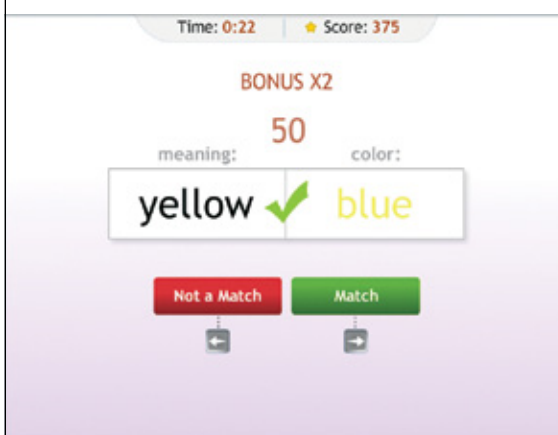 Time: 0:22 Score: 375
BONUS X2
50
meaning: color:
yellow blue
Not a Match Match